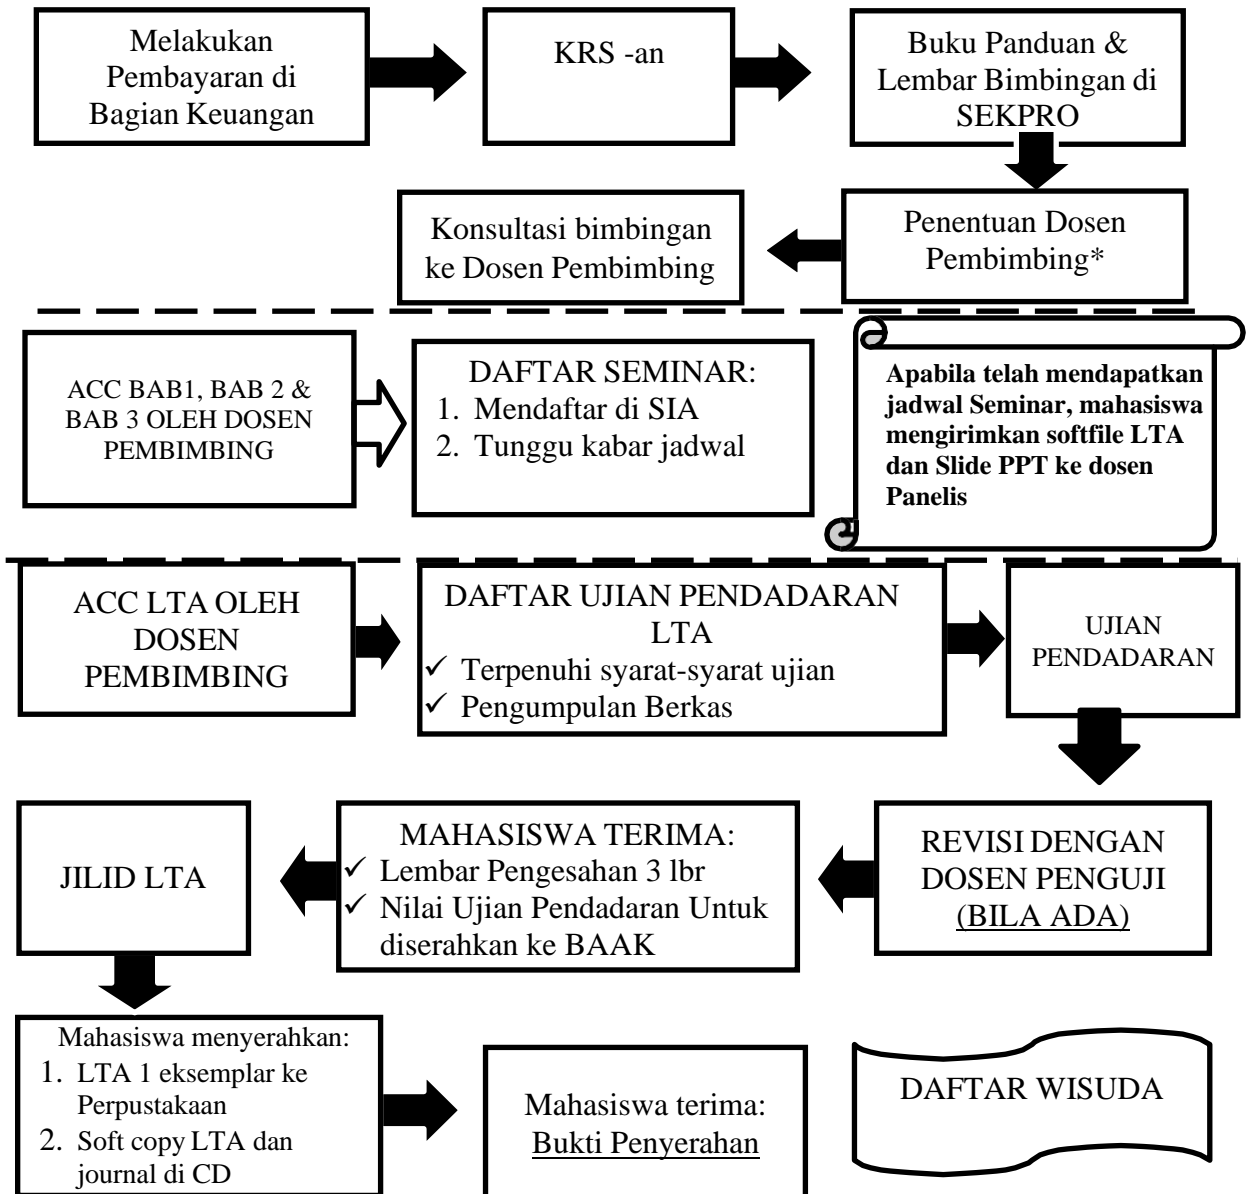 Melakukan
Pembayaran di
Bagian Keuangan
KRS -an
Buku Panduan &
Lembar Bimbingan di
SEKPRO
Penentuan Dosen
Pembimbing*
Konsultasi bimbingan
ke Dosen Pembimbing
ACC BAB1, BAB 2 &
BAB 3 OLEH DOSEN
PEMBIMBING
DAFTAR SEMINAR:
1. Mendaftar di SIA
2. Tunggu kabar jadwal
Apabila telah mendapatkan
jadwal Seminar, mahasiswa
mengirimkan softfile LTA
dan Slide PPT ke dosen
Panelis
ACC LTA OLEH
DOSEN
PEMBIMBING
DAFTAR UJIAN PENDADARAN
LTA
✓ Terpenuhi syarat-syarat ujian
✓ Pengumpulan Berkas
UJIAN
PENDADARAN
REVISI DENGAN
DOSEN PENGUJI
(BILA ADA)
MAHASISWA TERIMA:
✓ Lembar Pengesahan 3 lbr
✓ Nilai Ujian Pendadaran Untuk
diserahkan ke BAAK
JILID LTA
Mahasiswa menyerahkan:
1. LTA 1 eksemplar ke
Perpustakaan
2. Soft copy LTA dan
journal di CD
Mahasiswa terima:
Bukti Penyerahan
DAFTAR WISUDA